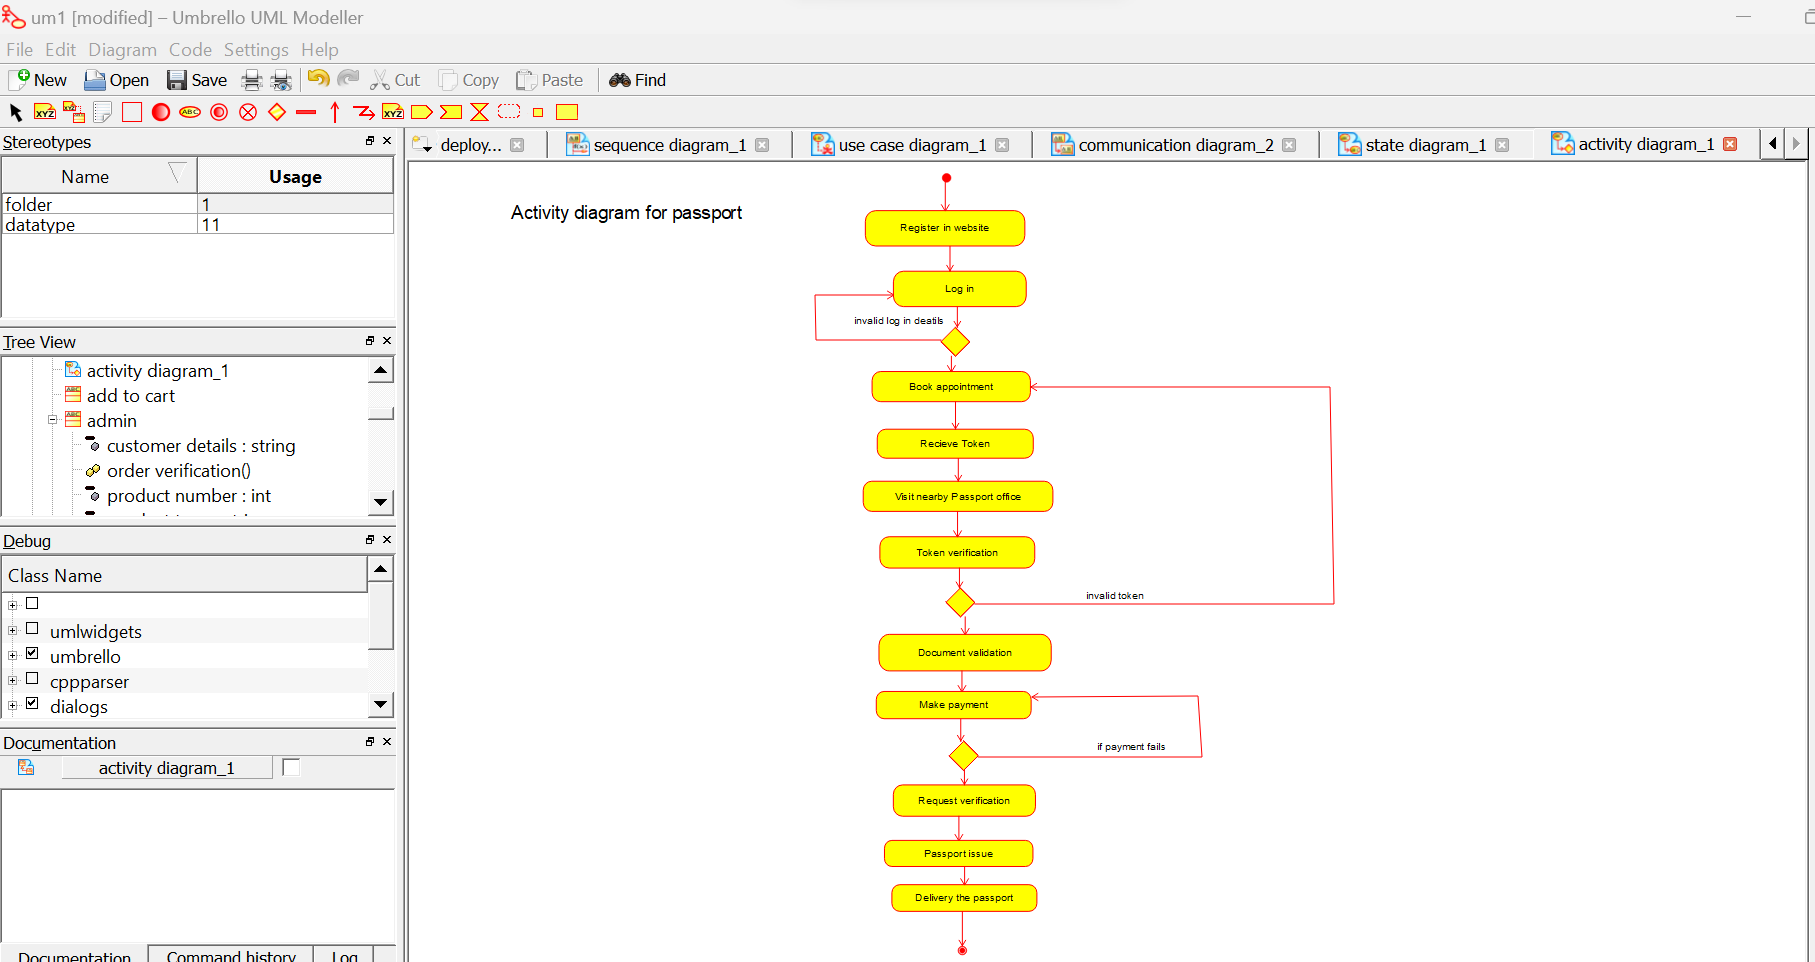 um1 [modified] – Umbrello UML Modeller
File Edit Diagram Code Settings Help
New Open Save Cut Copy Paste Find
XYZ XYZ ABC XYZ
Stereotypes
Name Usage
folder 1
datatype 11
Tree View
activity diagram_1
add to cart
admin
customer details : string
order verification()
product number : int
Debug
Class Name
umlwidgets
umbrello
cppparser
dialogs
Documentation
activity diagram_1
Documentation Command history Log
deploy... sequence diagram_1 use case diagram_1 communication diagram_2 state diagram_1 activity diagram_1
Activity diagram for passport
Register in website
Log in
invalid log in deatils
Book appointment
Recieve Token
Visit nearby Passport office
Token verification
invalid token
Document validation
Make payment
if payment fails
Request verification
Passport issue
Delivery the passport